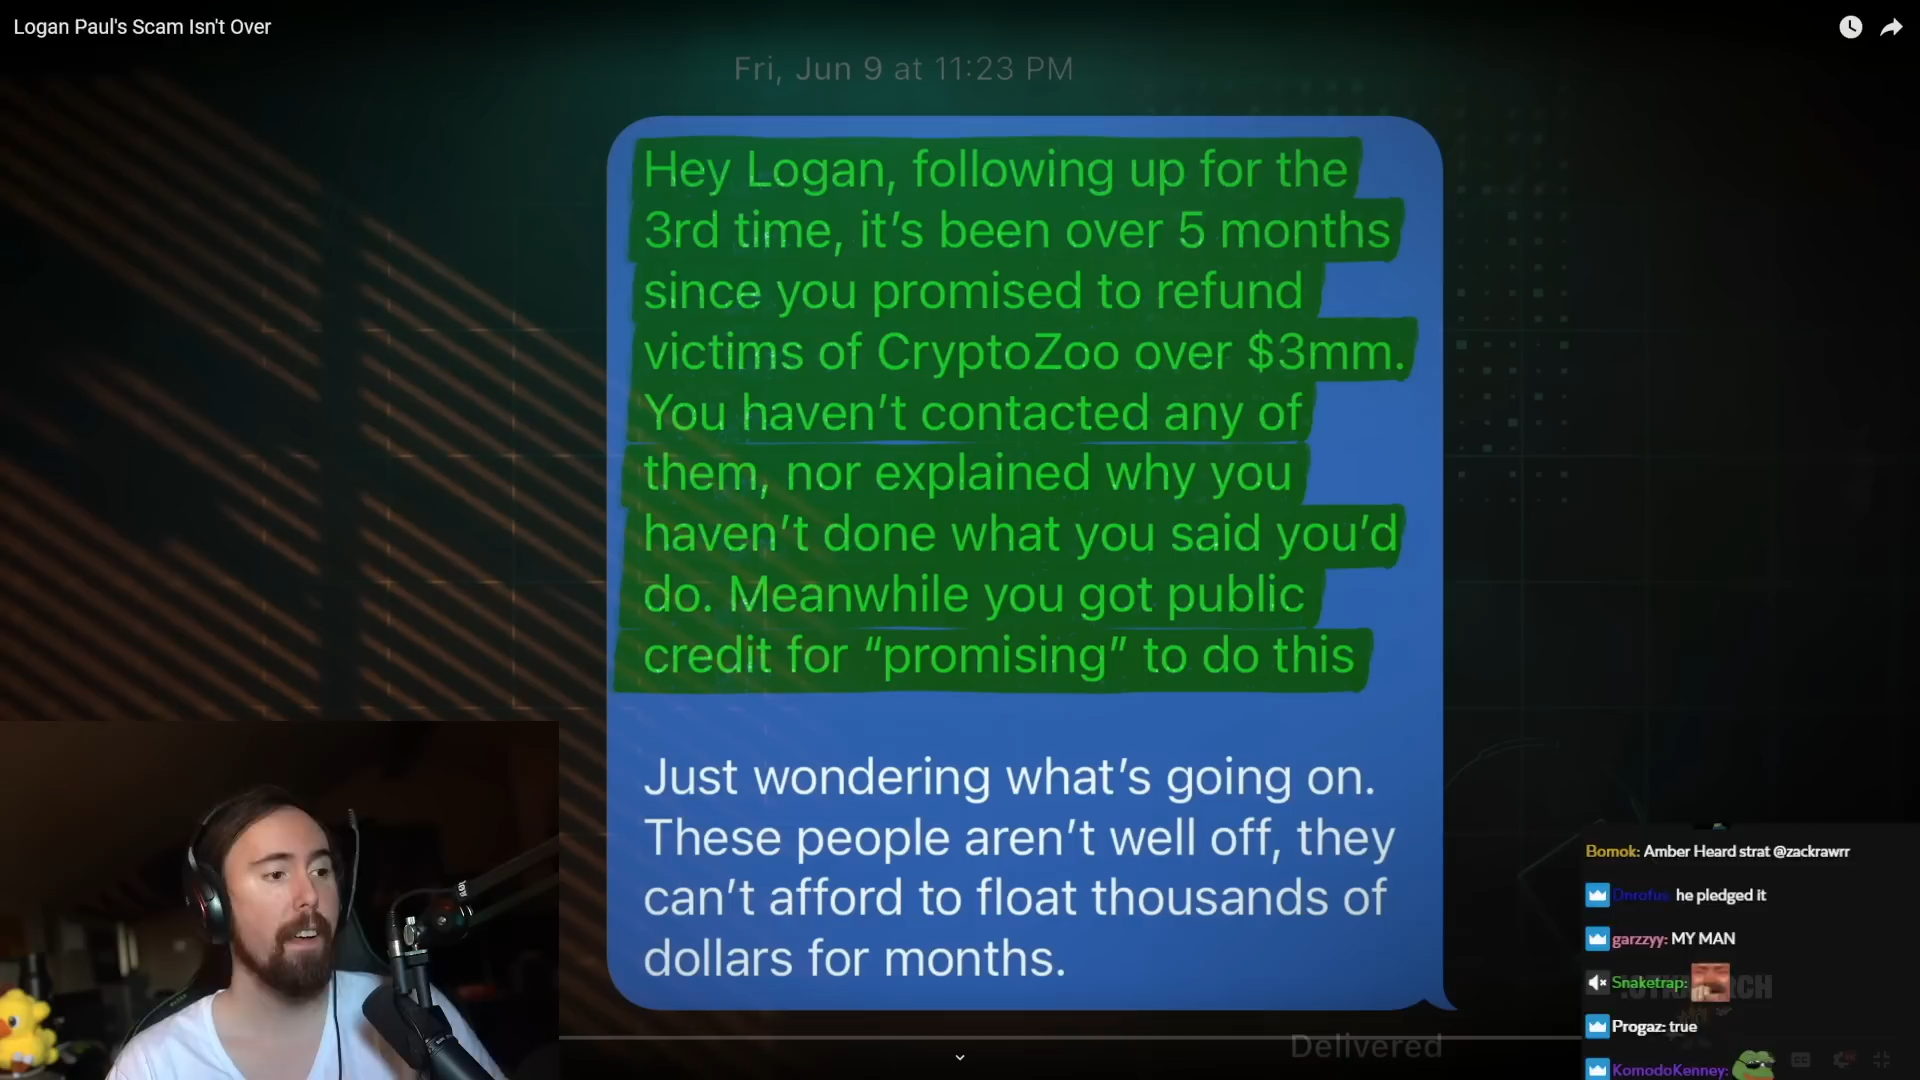 Logan Paul's Scam Isn't Over
Fri, Jun 9 at 11:23 PM
Hey Logan, following up for the
3rd time, it's been over 5 months
since you promised to refund
victims of CryptoZoo over $3mm.
You haven't contacted any of
them, nor explained why you
haven't done what you said you'd
do. Meanwhile you got public
credit for “promising” to do this
Just wondering what's going on.
These people aren't well off, they
can't afford to float thousands of
dollars for months.
Delivered
Bomok: Amber Heard strat @zackrawrr
Dnrofus: he pledged it
garzzyy: MY MAN
Snaketrap:
Progaz: true
KomodoKenney: